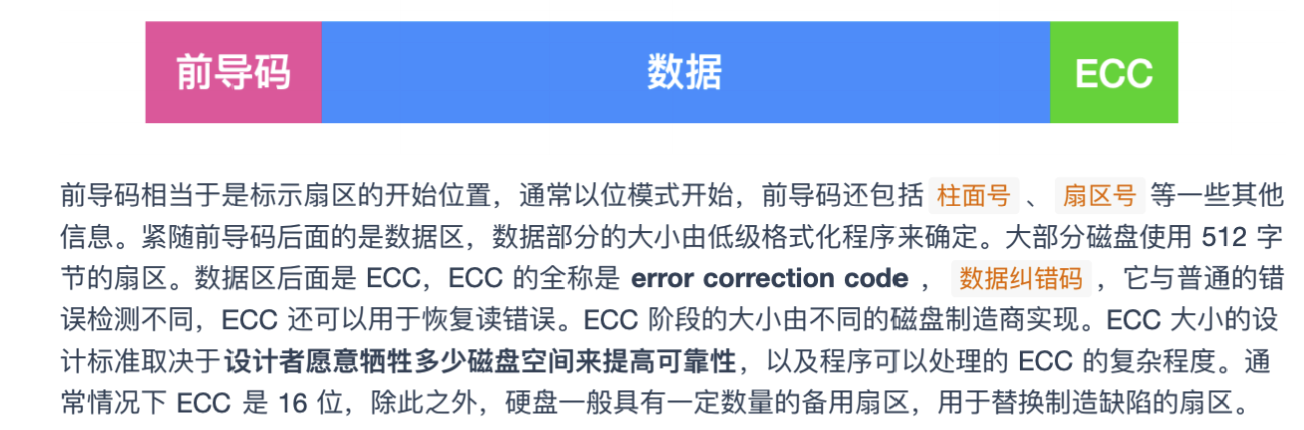 前导码 数据 ECC
前导码相当于是标示扇区的开始位置，通常以位模式开始，前导码还包括 柱面号 、 扇区号 等一些其他
信息。紧随前导码后面的是数据区，数据部分的大小由低级格式化程序来确定。大部分磁盘使用 512 字
节的扇区。数据区后面是 ECC，ECC 的全称是 error correction code ， 数据纠错码 ，它与普通的错
误检测不同，ECC 还可以用于恢复读错误。ECC 阶段的大小由不同的磁盘制造商实现。ECC 大小的设
计标准取决于设计者愿意牺牲多少磁盘空间来提高可靠性，以及程序可以处理的 ECC 的复杂程度。通
常情况下 ECC 是 16 位，除此之外，硬盘一般具有一定数量的备用扇区，用于替换制造缺陷的扇区。